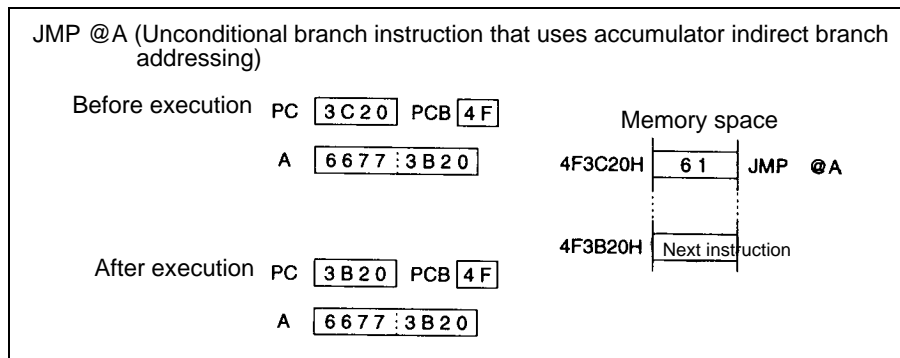 JMP @A (Unconditional branch instruction that uses accumulator indirect branch
addressing)
Before execution PC 3C20 PCB 4F
Memory space
A 6677 3B20
4F3C20H 61 JMP @A
4F3B20H Next instruction
After execution PC 3B20 PCB 4F
A 6677 3B20